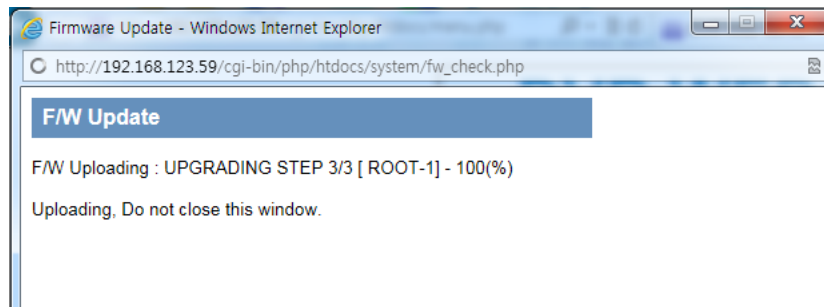 Firmware Update - Windows Internet Explorer
http://192.168.123.59/cgi-bin/php/htdocs/system/fw_check.php
F/W Update
F/W Uploading : UPGRADING STEP 3/3 [ ROOT-1] - 100(%)
Uploading, Do not close this window.